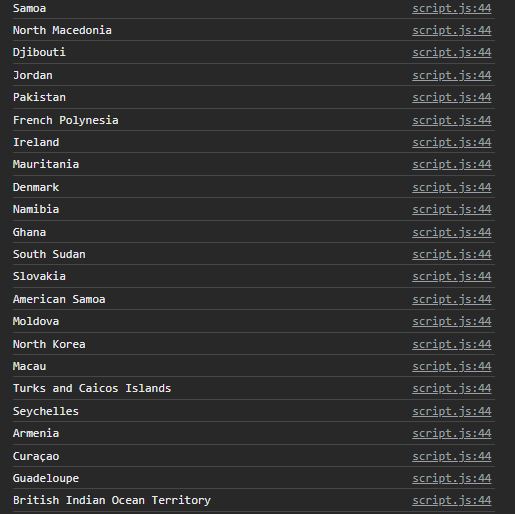 Samoa script.js:44
North Macedonia script.js:44
Djibouti script.js:44
Jordan script.js:44
Pakistan script.js:44
French Polynesia script.js:44
Ireland script.js:44
Mauritania script.js:44
Denmark script.js:44
Namibia script.js:44
Ghana script.js:44
South Sudan script.js:44
Slovakia script.js:44
American Samoa script.js:44
Moldova script.js:44
North Korea script.js:44
Macau script.js:44
Turks and Caicos Islands script.js:44
Seychelles script.js:44
Armenia script.js:44
Curaçao script.js:44
Guadeloupe script.js:44
British Indian Ocean Territory script.js:44